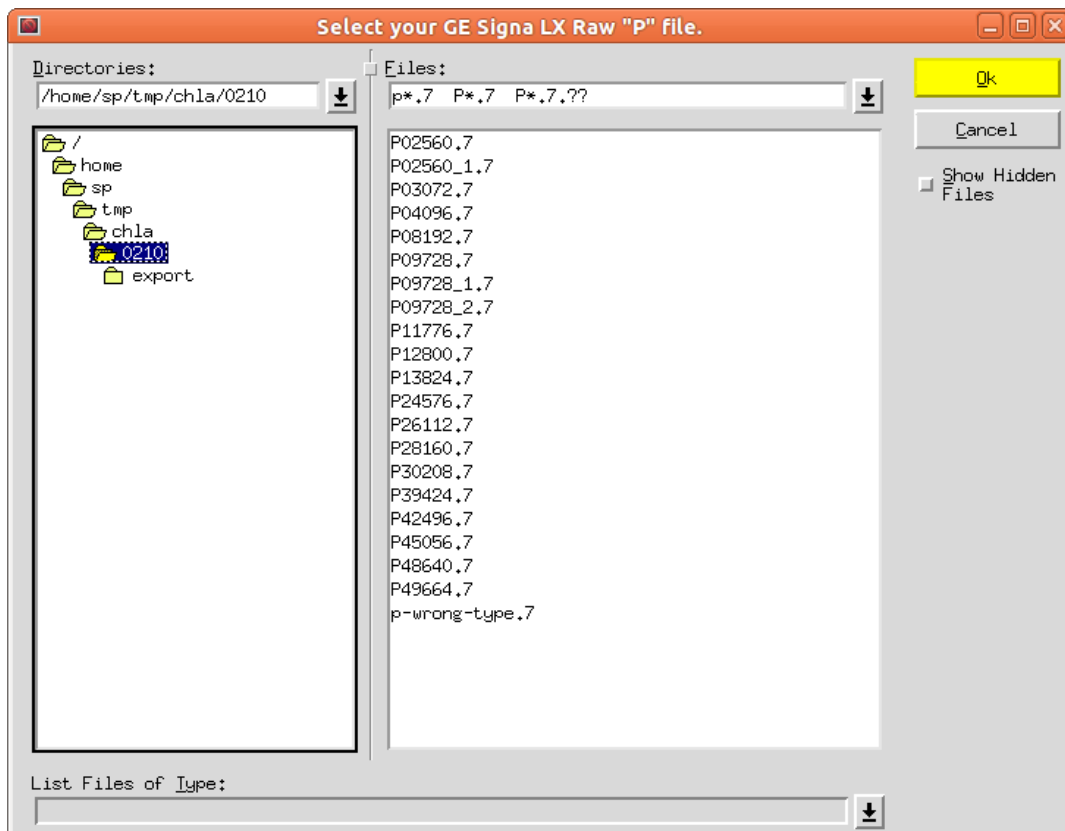 Select your GE Signa LX Raw "P" file.
Directories:
/home/sp/tmp/chla/0210
/
home
sp
tmp
chla
0210
export
Files:
p*.7  P*.7  P*.7.??
P02560.7
P02560_1.7
P03072.7
P04096.7
P08192.7
P09728.7
P09728_1.7
P09728_2.7
P11776.7
P12800.7
P13824.7
P24576.7
P26112.7
P28160.7
P30208.7
P39424.7
P42496.7
P45056.7
P48640.7
P49664.7
p-wrong-type.7
Ok
Cancel
Show Hidden
Files
List Files of Type: